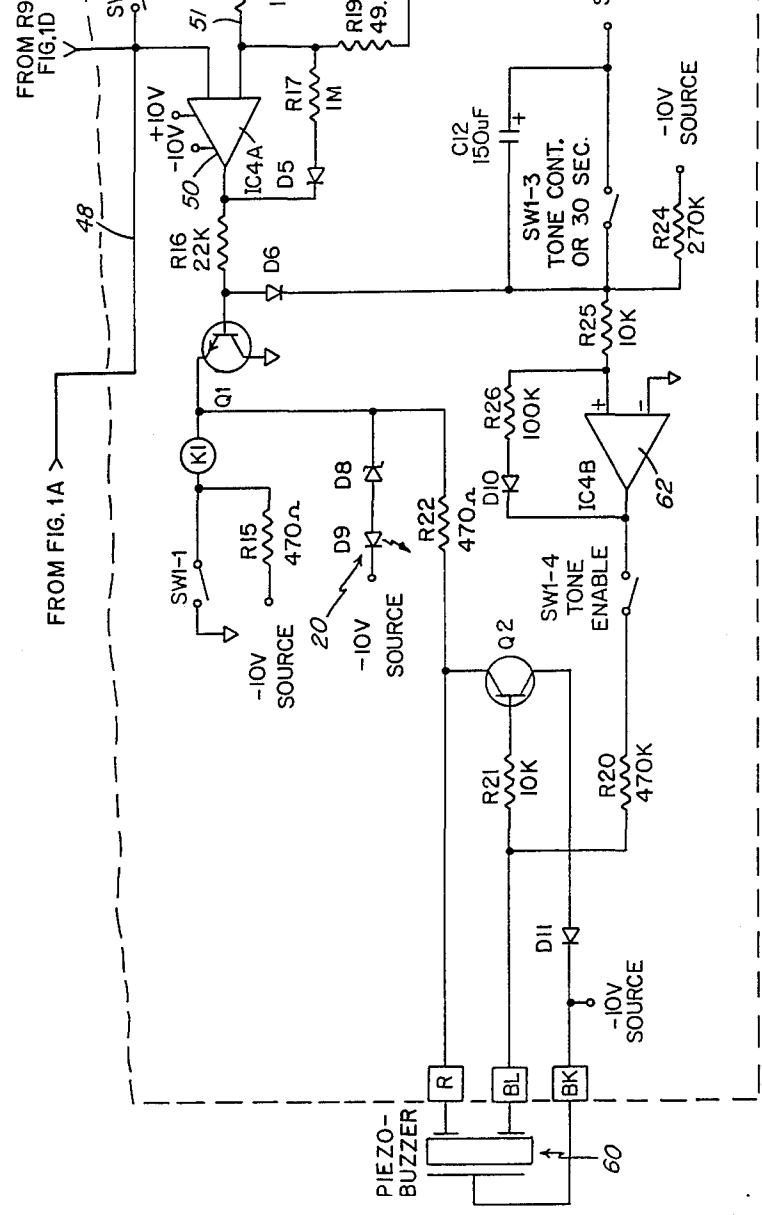 FROM R9
FIG.1D
SW
51
R19
49.
S
+10V
-10V
50
IC4A
R17
1M
D5
C12
150uF
+
SW1-3
TONE CONT.
OR 30 SEC.
-10V
SOURCE
R24
270K
48
R16
22K
D6
R25
10K
Q1
FROM FIG. 1A
K1
R26
100K
+
-
D10
IC4B
62
SW1-1
R15
470Ω
D8
D9
R22
470Ω
-10V
SOURCE
20
-10V
SOURCE
SW1-4
TONE
ENABLE
Q2
R21
10K
R20
470K
D11
-10V
SOURCE
R
BL
BK
PIEZO-
BUZZER
60